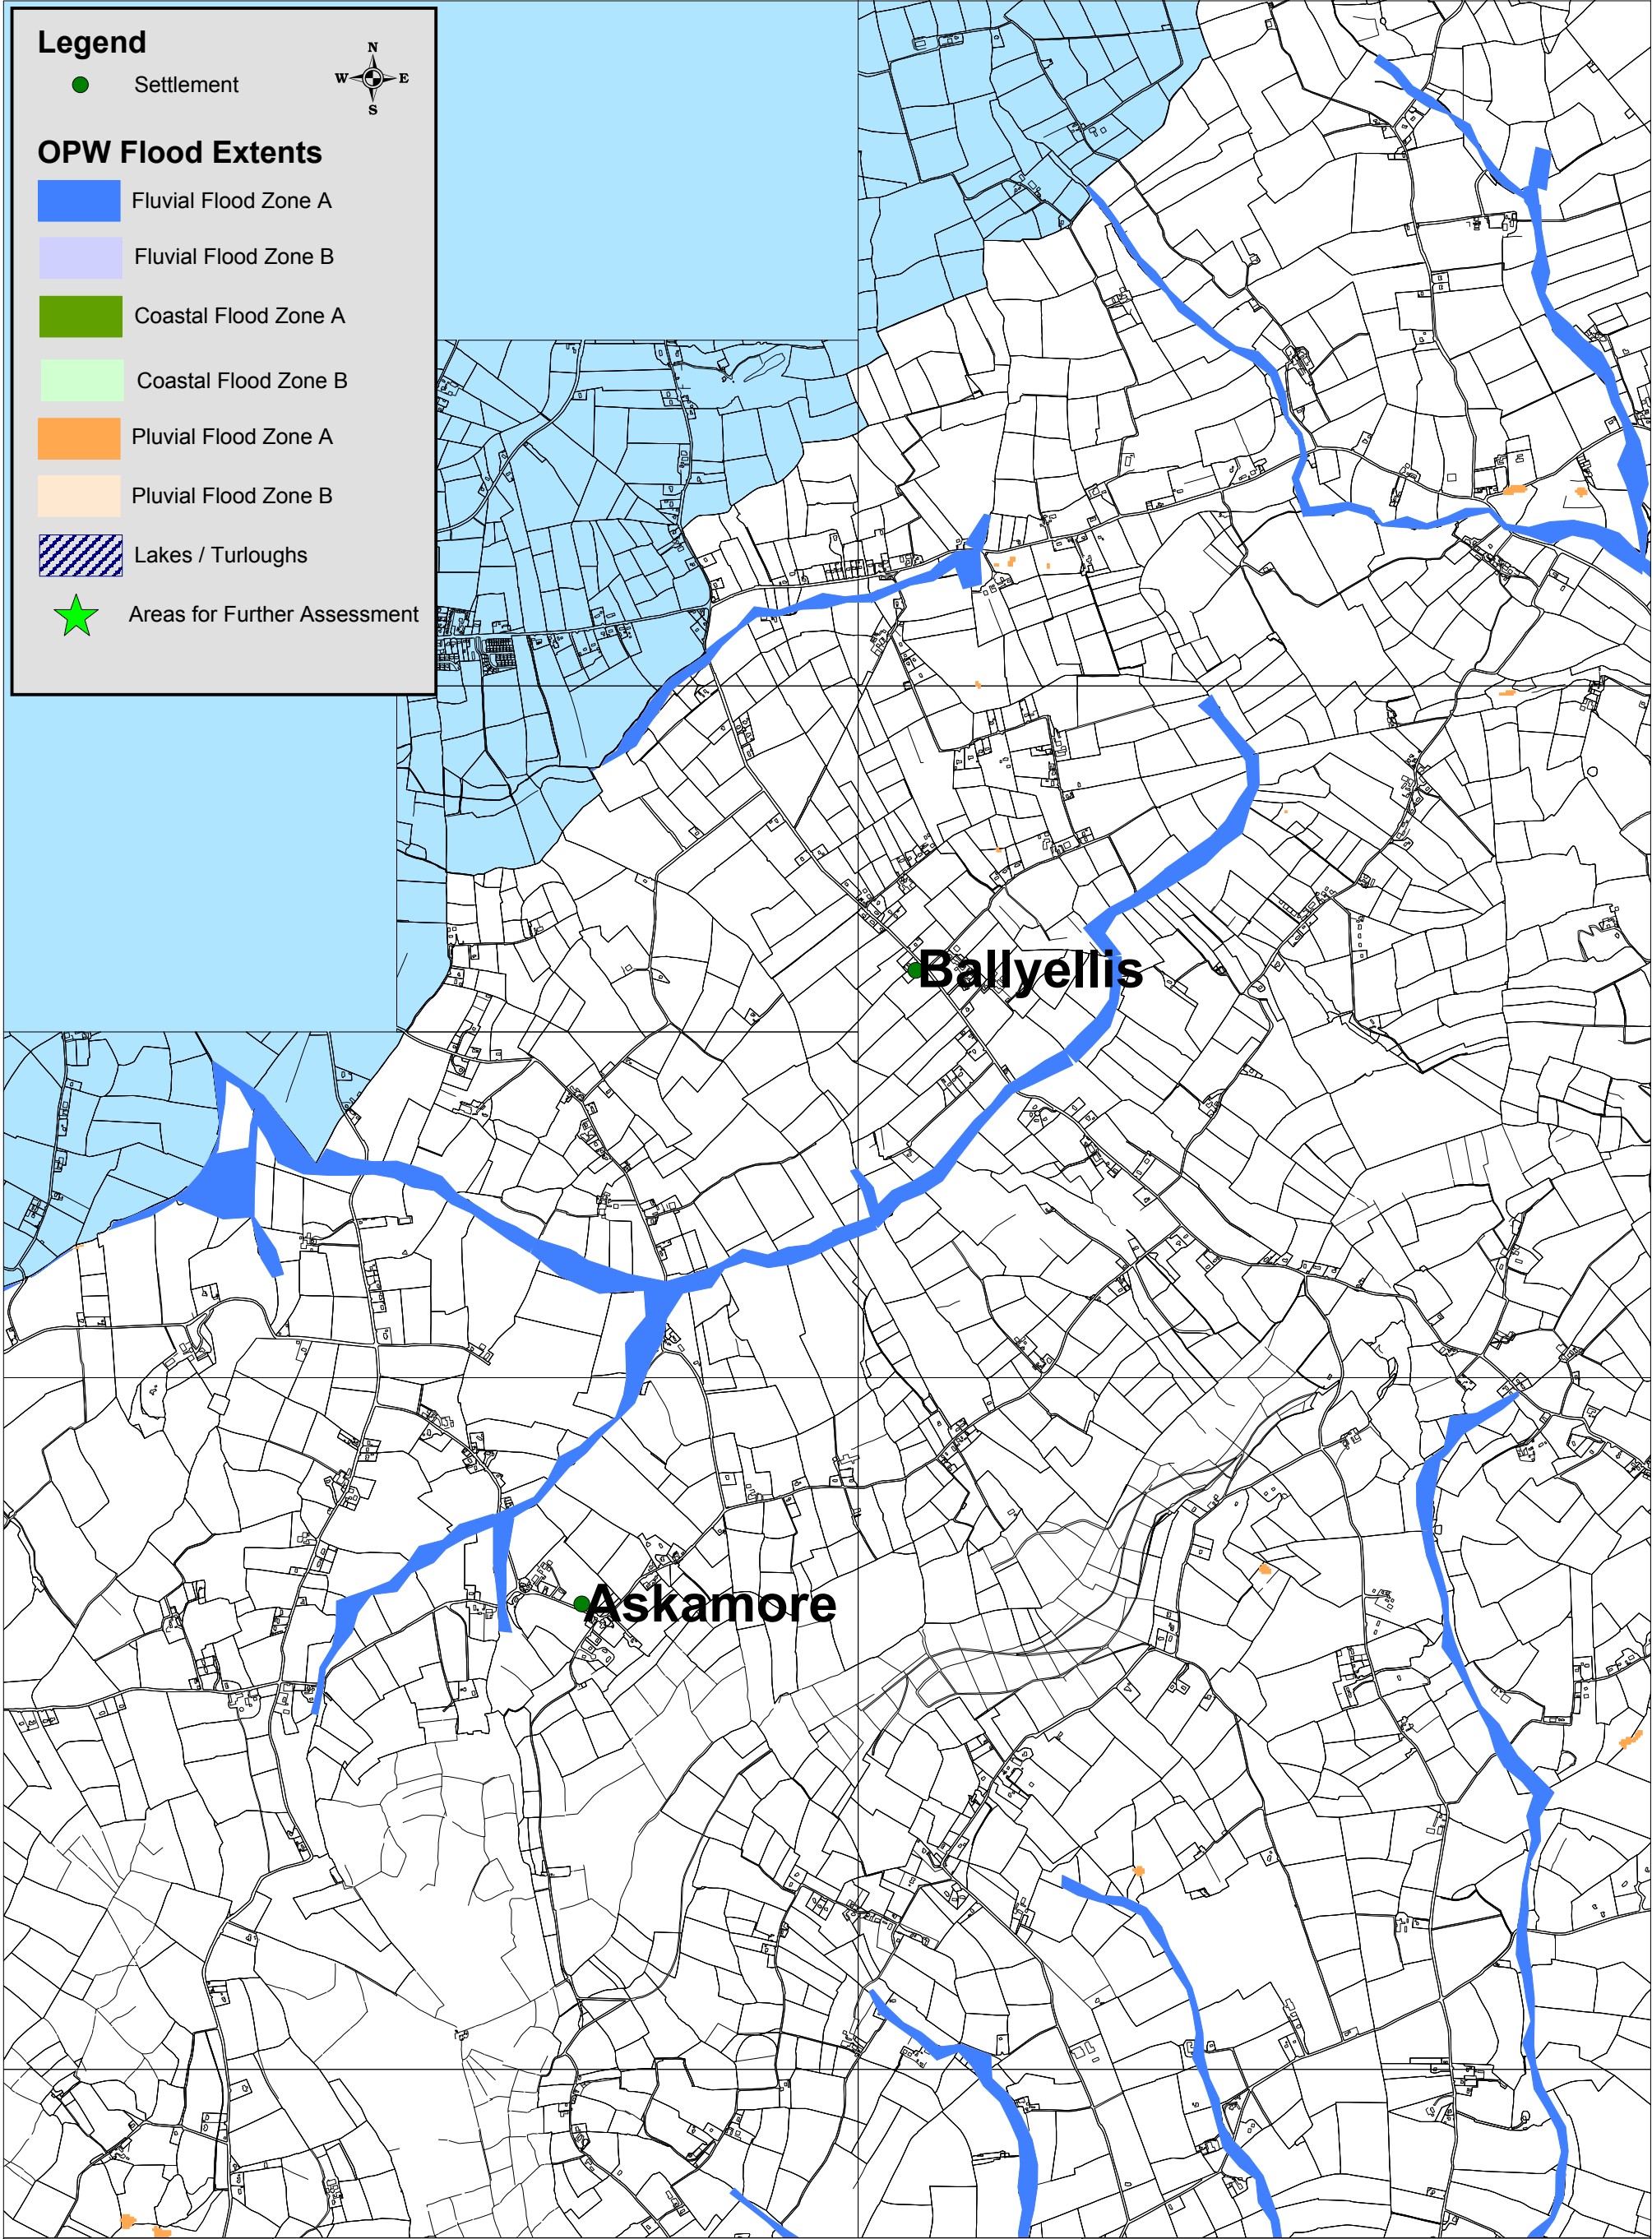 Legend
N
W E
S
Settlement
OPW Flood Extents
Fluvial Flood Zone A
Fluvial Flood Zone B
Coastal Flood Zone A
Coastal Flood Zone B
Pluvial Flood Zone A
Pluvial Flood Zone B
Lakes / Turloughs
Areas for Further Assessment
Ballyellis
Askamore